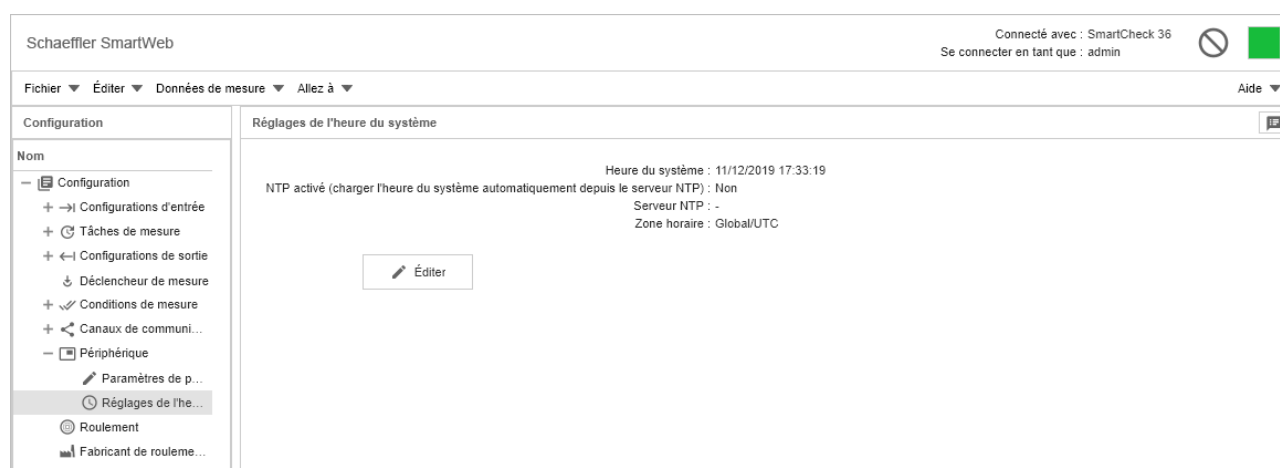 Schaeffler SmartWeb
Connecté avec : SmartCheck 36
Se connecter en tant que : admin
Fichier Éditer Données de mesure Allez à Aide
Configuration
Réglages de l'heure du système
Nom
Heure du système : 11/12/2019 17:33:19
NTP activé (charger l'heure du système automatiquement depuis le serveur NTP) : Non
Serveur NTP : -
Zone horaire : Global/UTC
Éditer
Configuration
Configurations d'entrée
Tâches de mesure
Configurations de sortie
Déclencheur de mesure
Conditions de mesure
Canaux de communi...
Périphérique
Paramètres de p...
Réglages de l'he...
Roulement
Fabricant de rouleme...